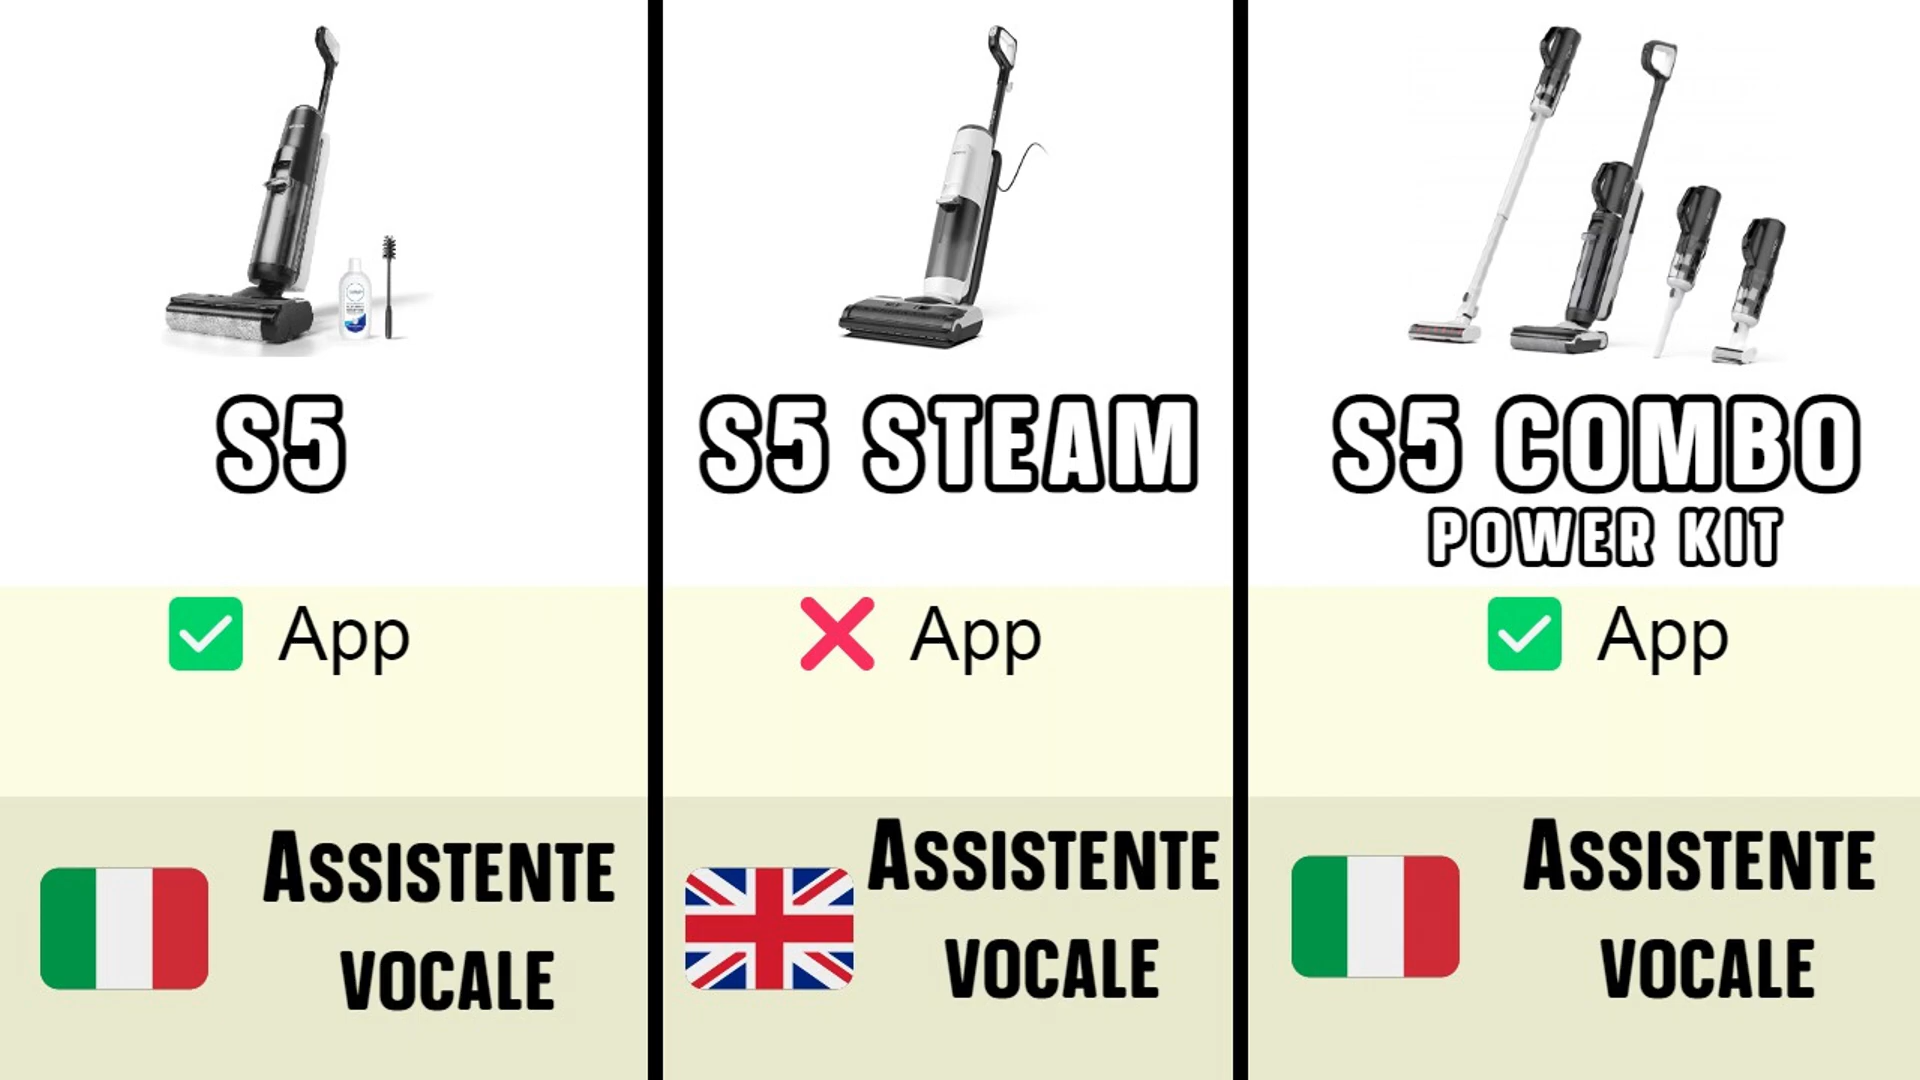 S5
S5 STEAM
S5 COMBO
POWER KIT
App
App
App
ASSISTENTE
VOCALE
ASSISTENTE
VOCALE
ASSISTENTE
VOCALE